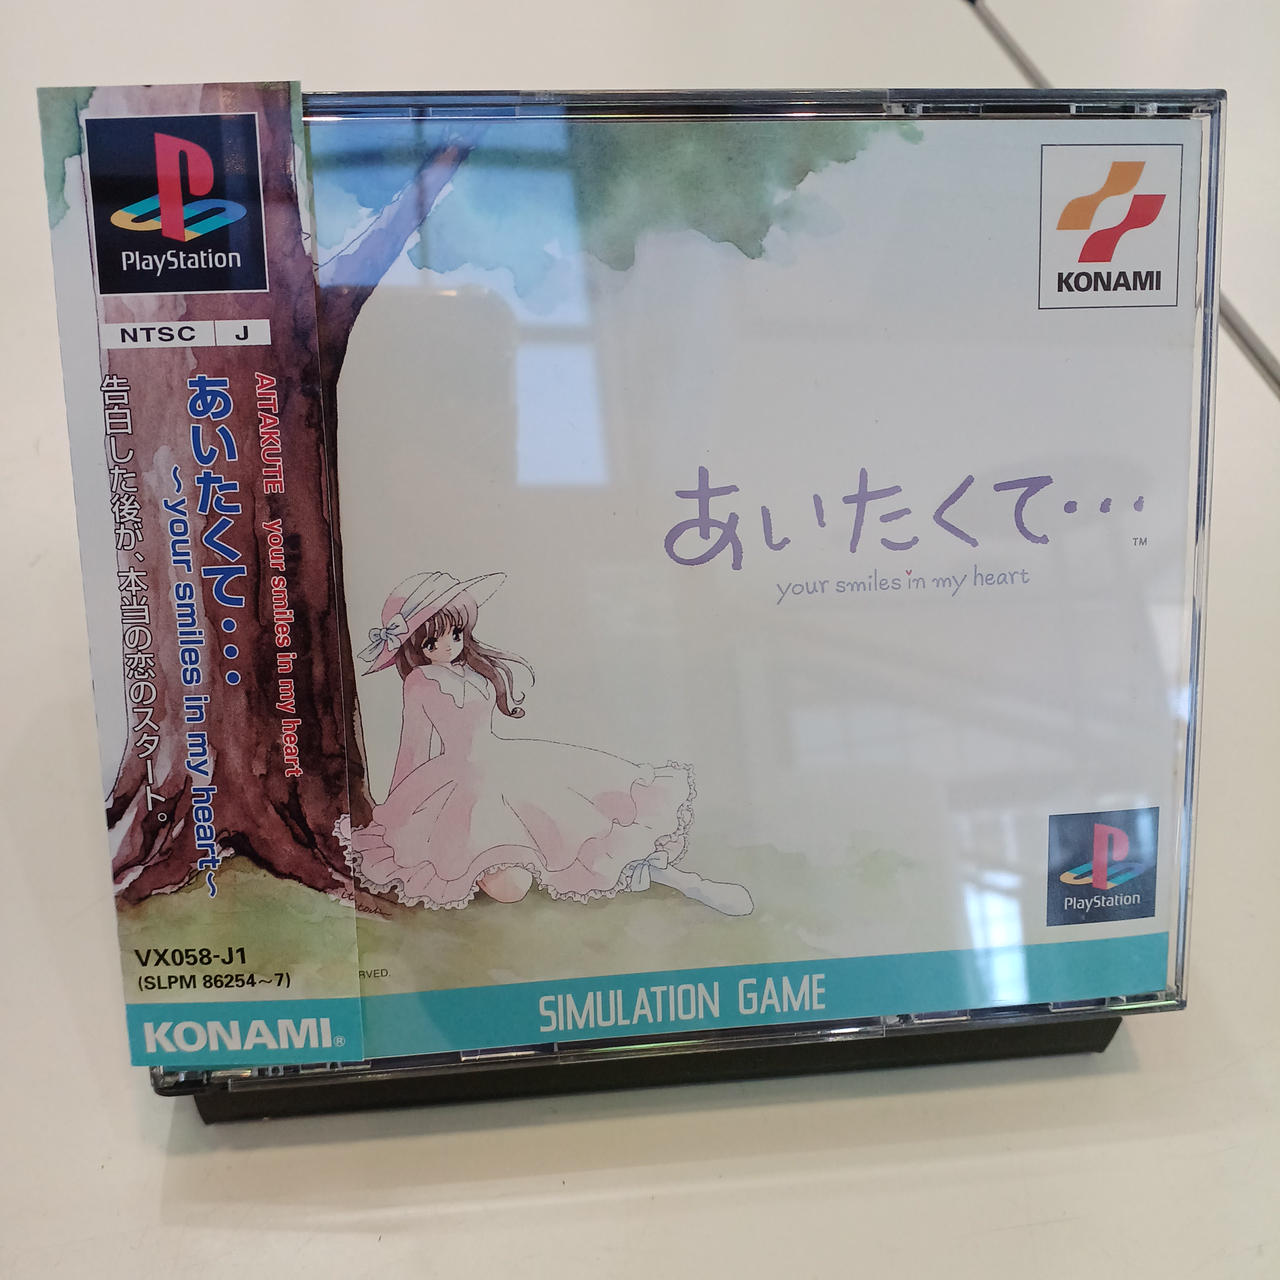 PlayStation
NTSC J
AITAKUTE your smiles in my heart
あいたくて・・・
～your smiles in my heart～
告白した後が、本当の恋のスタート。
VX058-J1
(SLPM 86254～7)
KONAMI®
KONAMI
あいたくて・・・
TM
your smiles in my heart
PlayStation
RVED.
SIMULATION GAME